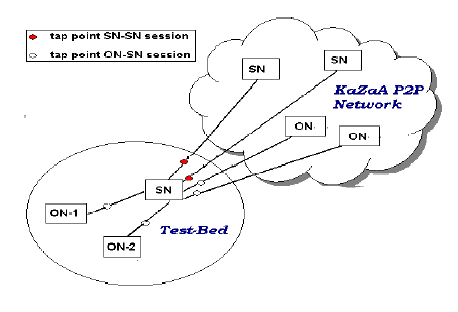 tap point SN-SN session
tap point ON-SN session
SN
SN
KaZaA P2P
Network
ON-
ON-
SN
ON-1
Test-Bed
ON-2